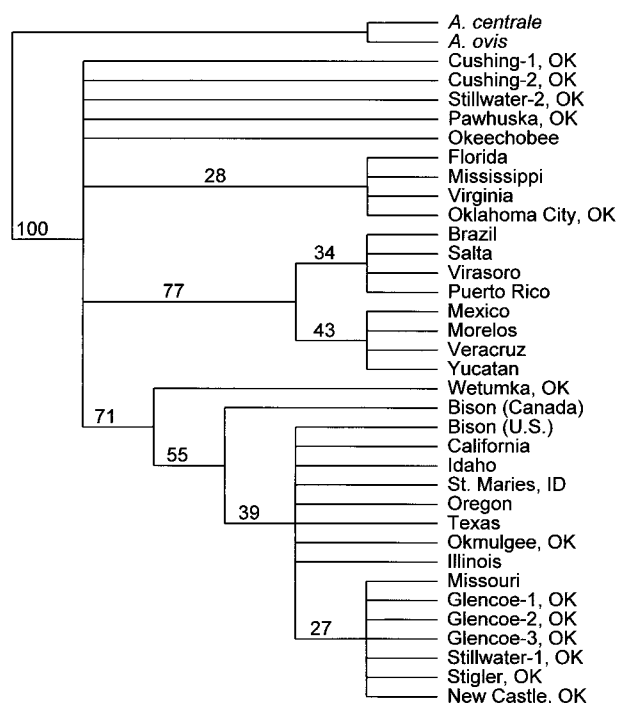 A. centrale
A. ovis
Cushing-1, OK
Cushing-2, OK
Stillwater-2, OK
Pawhuska, OK
Okeechobee
Florida
28
Mississippi
Virginia
Oklahoma City, OK
100
Brazil
34
Salta
Virasoro
77
Puerto Rico
Mexico
43
Morelos
Veracruz
Yucatan
Wetumka, OK
71
Bison (Canada)
Bison (U.S.)
California
55
Idaho
St. Maries, ID
Oregon
39
Texas
Okmulgee, OK
Illinois
Missouri
Glencoe-1, OK
Glencoe-2, OK
27
Glencoe-3, OK
Stillwater-1, OK
Stigler, OK
New Castle, OK